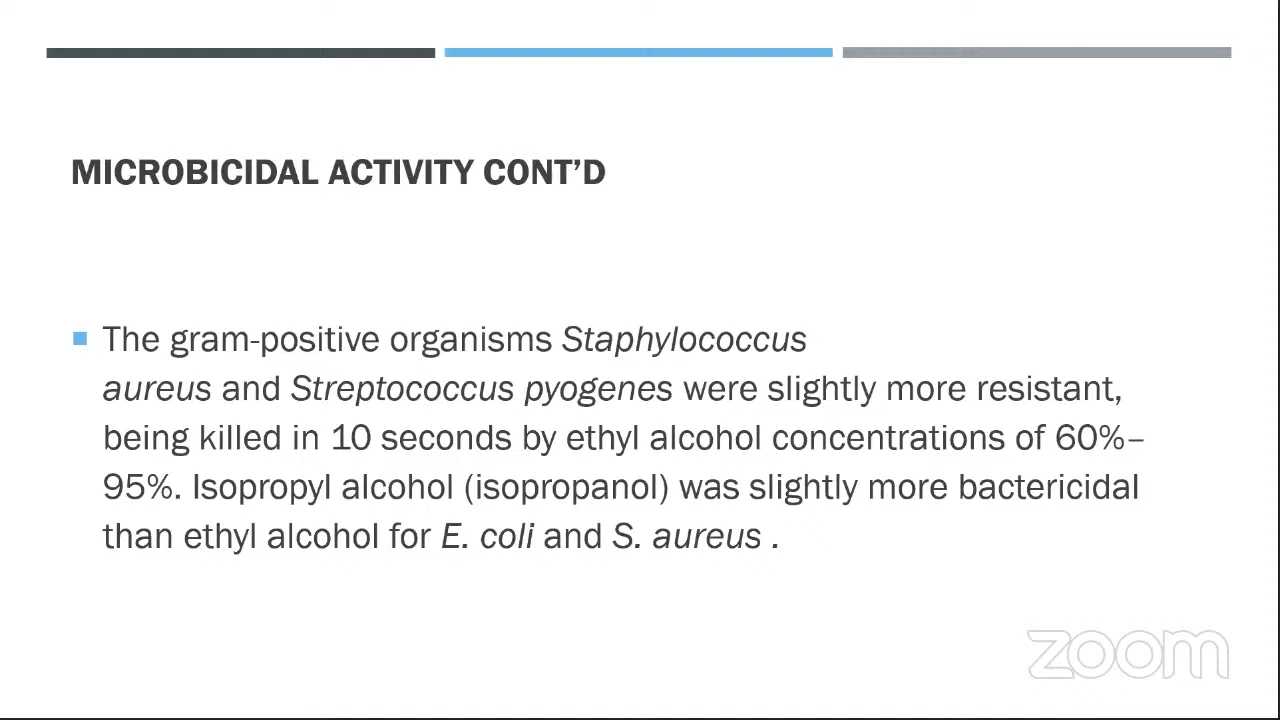 MICROBICIDAL ACTIVITY CONT’D
The gram-positive organisms Staphylococcus
aureus and Streptococcus pyogenes were slightly more resistant,
being killed in 10 seconds by ethyl alcohol concentrations of 60%–
95%. Isopropyl alcohol (isopropanol) was slightly more bactericidal
than ethyl alcohol for E. coli and S. aureus .
zoom